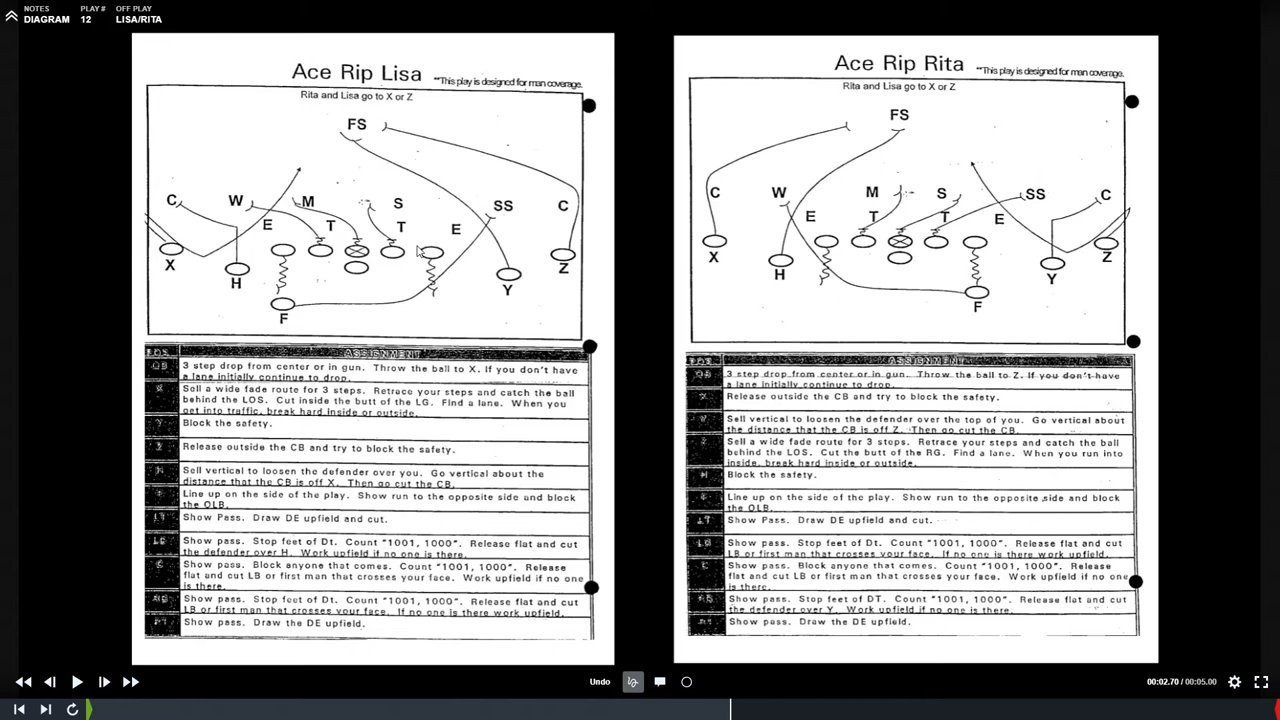 NOTES PLAY # OFF PLAY
DIAGRAM 12 LISA/RITA
Ace Rip Lisa **This play is designed for man coverage.
Rita and Lisa go to X or Z
FS
C W M S SS C
E T T E
X H Y Z
F
ASSIGNMENT
3 step drop from center or in gun. Throw the ball to X. If you don't have
a lane initially continue to drop.
Sell a wide fade route for 3 steps. Retrace your steps and catch the ball
behind the LOS. Cut inside the butt of the LG. Find a lane. When you
get into traffic, break hard inside or outside.
Block the safety.
Release outside the CB and try to block the safety.
Sell vertical to loosen the defender over you. Go vertical about the
distance that the CB is off X. Then go cut the CB.
Line up on the side of the play. Show run to the opposite side and block
the OLB.
Show Pass. Draw DE upfield and cut.
Show pass. Stop feet of Dt. Count "1001, 1000". Release flat and cut
the defender over H. Work upfield if no one is there.
Show pass. Block anyone that comes. Count "1001, 1000". Release
flat and cut LB or first man that crosses your face. Work upfield if no one
is there.
Show pass. Stop feet of Dt. Count "1001, 1000". Release flat and cut
LB or first man that crosses your face. If no one is there work upfield.
Show pass. Draw the DE upfield.
Ace Rip Rita **This play is designed for man coverage.
Rita and Lisa go to X or Z
FS
C W M S SS C
E T T E
X H Y Z
F
ASSIGNMENT
3 step drop from center or in gun. Throw the ball to Z. If you don't have
a lane initially continue to drop.
Release outside the CB and try to block the safety.
Sell vertical to loosen the defender over the top of you. Go vertical about
the distance that the CB is off Z. Then go cut the CB.
Sell a wide fade route for 3 steps. Retrace your steps and catch the ball
behind the LOS. Cut the butt of the RG. Find a lane. When you run into
inside, break hard inside or outside.
Block the safety.
Line up on the side of the play. Show run to the opposite side and block
the OLB.
Show Pass. Draw DE upfield and cut.
Show pass. Stop feet of Dt. Count "1001, 1000". Release flat and cut
LB or first man that crosses your face. If no one is there work upfield.
Show pass. Block anyone that comes. Count "1001, 1000". Release
flat and cut LB or first man that crosses your face. Work upfield if no one
is there.
Show pass. Stop feet of DT. Count "1001, 1000". Release flat and cut
the defender over Y. Work upfield if no one is there.
Show pass. Draw the DE upfield.
Undo 00:02.70 / 00:05.00